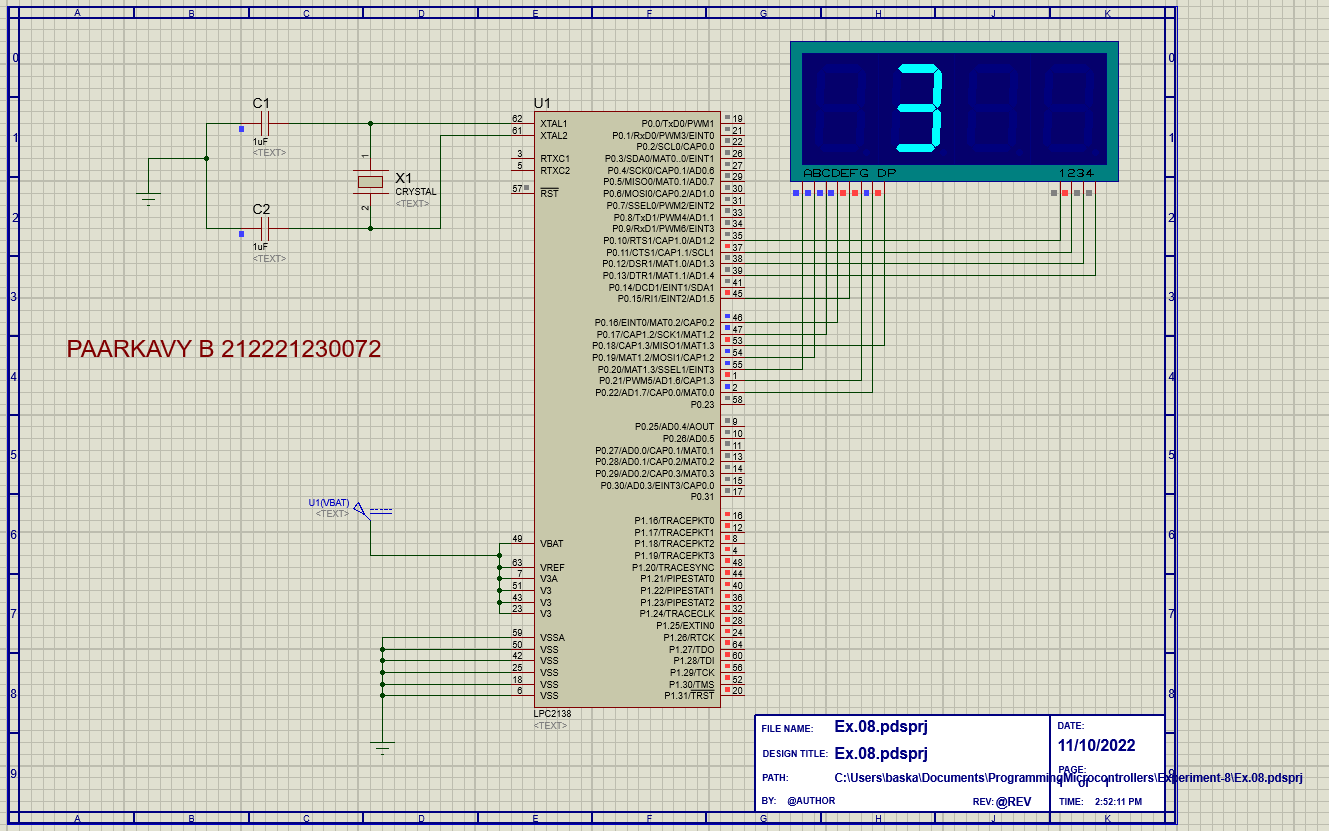 A B C D E F G H J K
0 0
C1
1uF
<TEXT>
1 1
X1
CRYSTAL
<TEXT>
1
2
C2
1uF
<TEXT>
2 2
3 3
4 4
5 5
6 6
7 7
8 8
9 9
PAARKAVY B 212221230072
U1(VBAT)
<TEXT>
U1
62 XTAL1
61 XTAL2
3 RTXC1
5 RTXC2
57 RST
49 VBAT
63 VREF
7 V3A
51 V3
43 V3
23 V3
59 VSSA
50 VSS
42 VSS
25 VSS
18 VSS
6 VSS
P0.0/TxD0/PWM1 19
P0.1/RxD0/PWM3/EINT0 21
P0.2/SCL0/CAP0.0 22
P0.3/SDA0/MAT0..0/EINT1 26
P0.4/SCK0/CAP0.1/AD0.6 27
P0.5/MISO0/MAT0.1/AD0.7 29
P0.6/MOSI0/CAP0.2/AD1.0 30
P0.7/SSEL0/PWM2/EINT2 31
P0.8/TxD1/PWM4/AD1.1 33
P0.9/RxD1/PWM6/EINT3 34
P0.10/RTS1/CAP1.0/AD1.2 35
P0.11/CTS1/CAP1.1/SCL1 37
P0.12/DSR1/MAT1.0/AD1.3 38
P0.13/DTR1/MAT1.1/AD1.4 39
P0.14/DCD1/EINT1/SDA1 41
P0.15/RI1/EINT2/AD1.5 45
P0.16/EINT0/MAT0.2/CAP0.2 46
P0.17/CAP1.2/SCK1/MAT1.2 47
P0.18/CAP1.3/MISO1/MAT1.3 53
P0.19/MAT1.2/MOSI1/CAP1.2 54
P0.20/MAT1.3/SSEL1/EINT3 55
P0.21/PWM5/AD1.6/CAP1.3 1
P0.22/AD1.7/CAP0.0/MAT0.0 2
P0.23 58
P0.25/AD0.4/AOUT 9
P0.26/AD0.5 10
P0.27/AD0.0/CAP0.1/MAT0.1 11
P0.28/AD0.1/CAP0.2/MAT0.2 13
P0.29/AD0.2/CAP0.3/MAT0.3 14
P0.30/AD0.3/EINT3/CAP0.0 15
P0.31 17
P1.16/TRACEPKT0 16
P1.17/TRACEPKT1 12
P1.18/TRACEPKT2 8
P1.19/TRACEPKT3 4
P1.20/TRACESYNC 48
P1.21/PIPESTAT0 44
P1.22/PIPESTAT1 40
P1.23/PIPESTAT2 36
P1.24/TRACECLK 32
P1.25/EXTIN0 28
P1.26/RTCK 24
P1.27/TDO 64
P1.28/TDI 60
P1.29/TCK 56
P1.30/TMS 52
P1.31/TRST 20
LPC2138
<TEXT>
3
ABCDEFG DP 1234
FILE NAME: Ex.08.pdsprj
DESIGN TITLE: Ex.08.pdsprj
PATH: C:\Users\baska\Documents\ProgrammingMicrocontrollers\Experiment-8\Ex.08.pdsprj
BY: @AUTHOR REV: @REV
DATE:
11/10/2022
PAGE:
1 of 1
TIME: 2:52:11 PM
A B C D E F G H J K